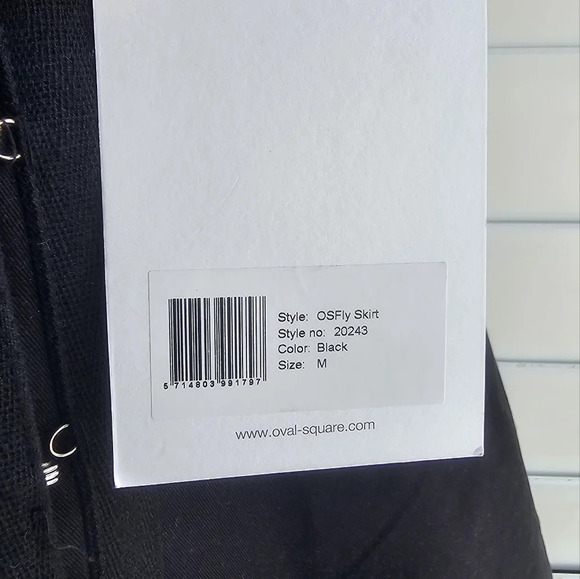 Style: OSFly Skirt
Style no: 20243
Color: Black
Size: M
5 714803 991797
www.oval-square.com